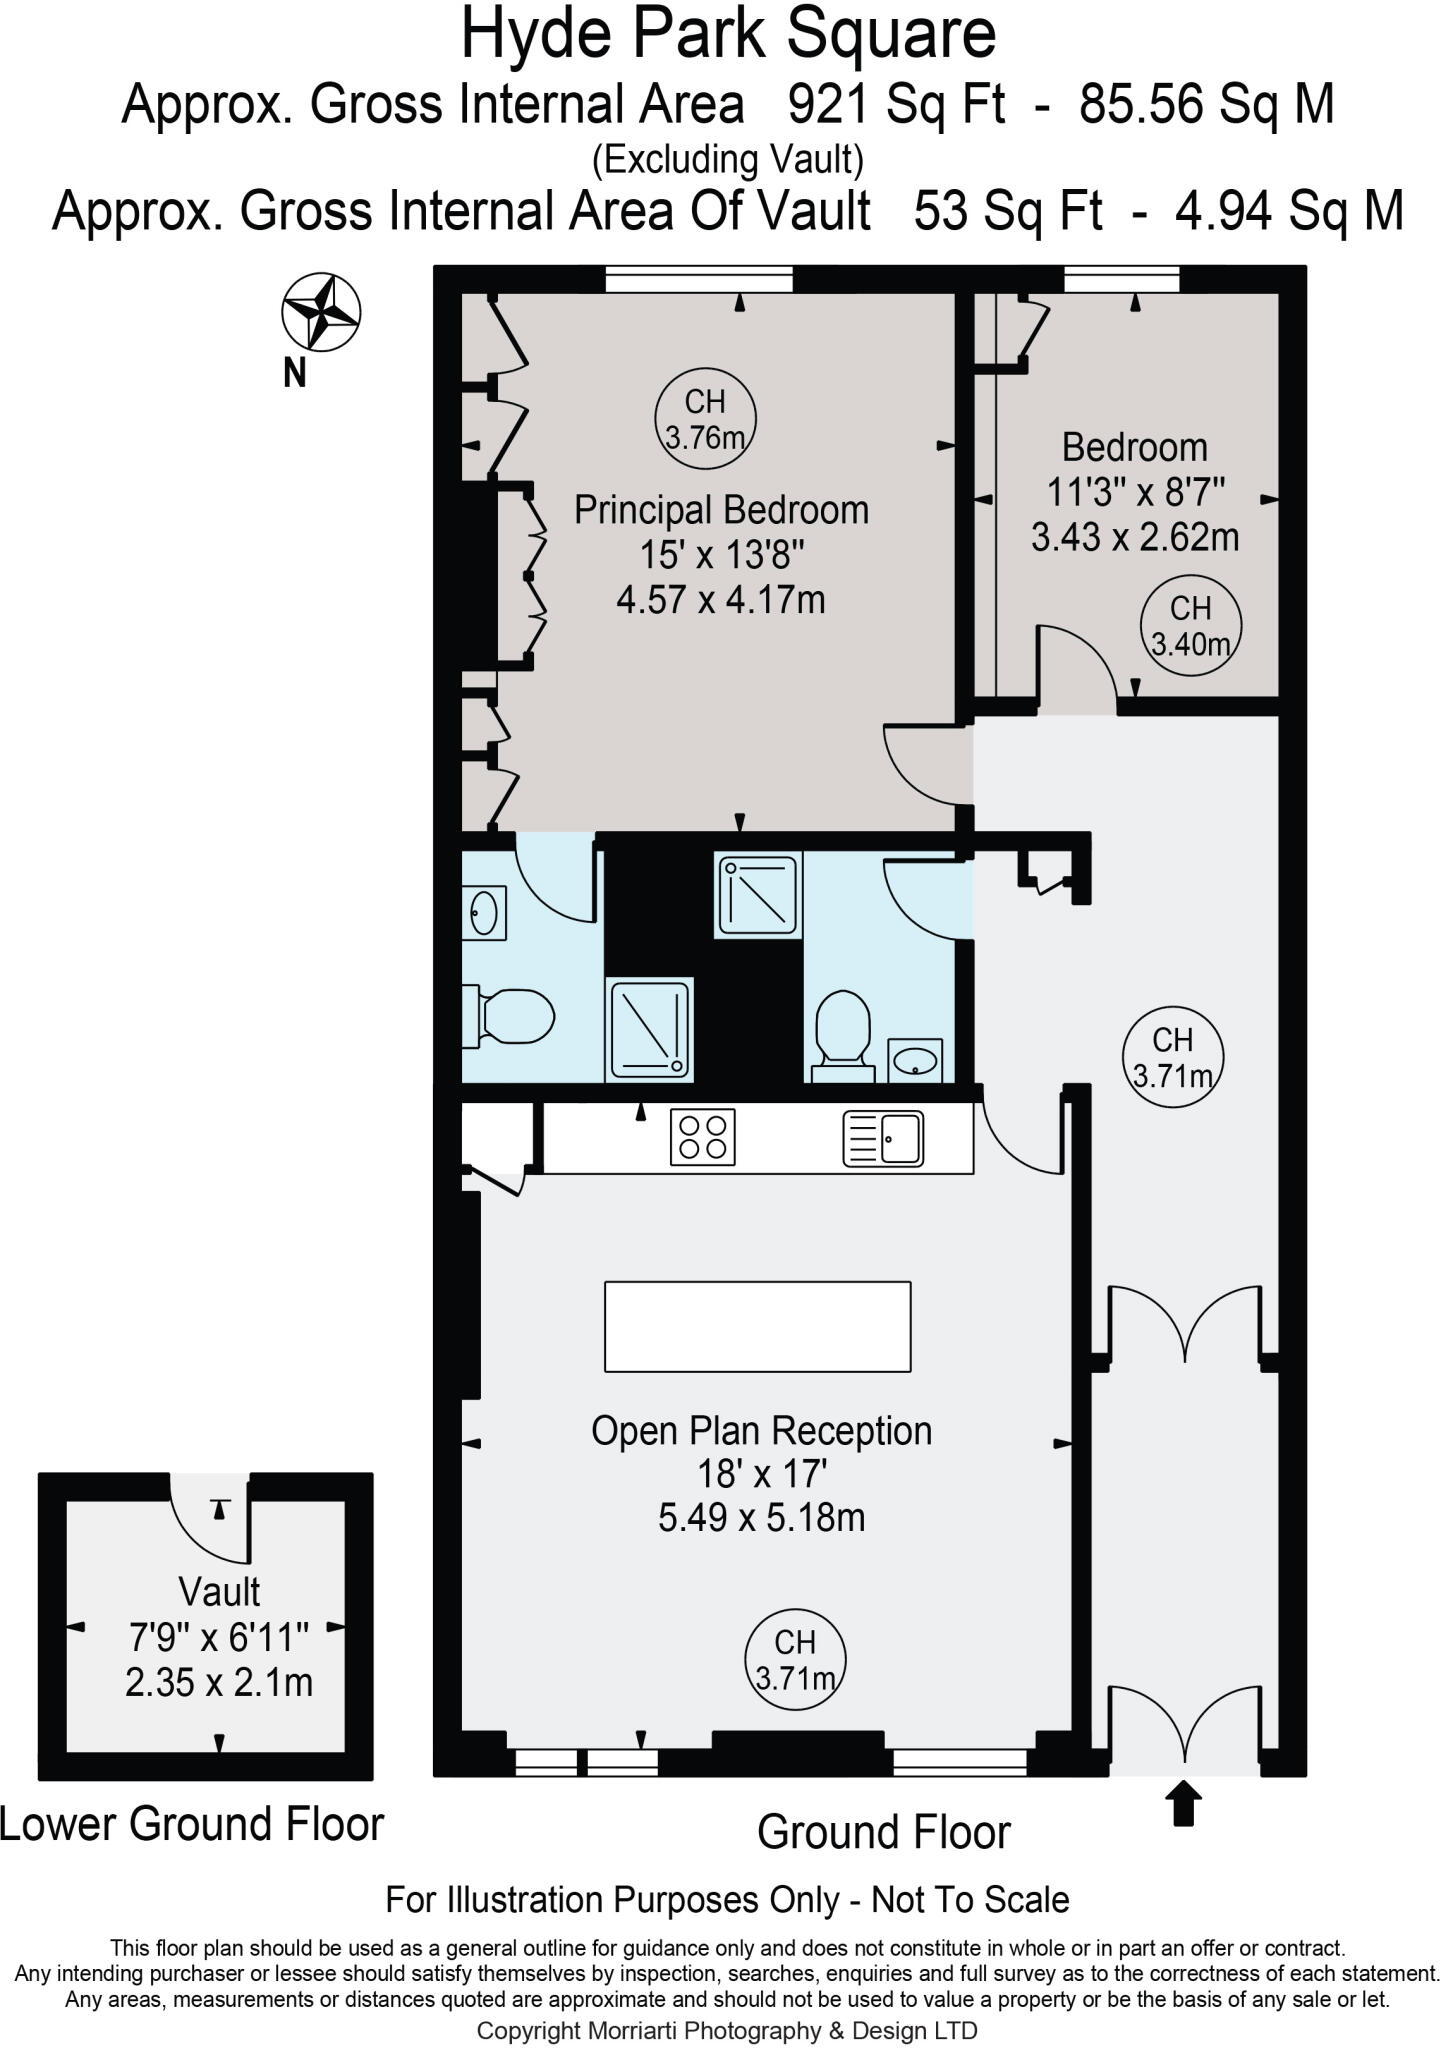 Hyde Park Square
Approx. Gross Internal Area 921 Sq Ft - 85.56 Sq M
(Excluding Vault)
Approx. Gross Internal Area Of Vault 53 Sq Ft - 4.94 Sq M
N
CH
3.76m
Principal Bedroom
15' x 13'8"
4.57 x 4.17m
Bedroom
11'3" x 8'7"
3.43 x 2.62m
CH
3.40m
CH
3.71m
Open Plan Reception
18' x 17'
5.49 x 5.18m
CH
3.71m
Vault
7'9" x 6'11"
2.35 x 2.1m
Lower Ground Floor
Ground Floor
For Illustration Purposes Only - Not To Scale
This floor plan should be used as a general outline for guidance only and does not constitute in whole or in part an offer or contract.
Any intending purchaser or lessee should satisfy themselves by inspection, searches, enquiries and full survey as to the correctness of each statement.
Any areas, measurements or distances quoted are approximate and should not be used to value a property or be the basis of any sale or let.
Copyright Morriarti Photography & Design LTD